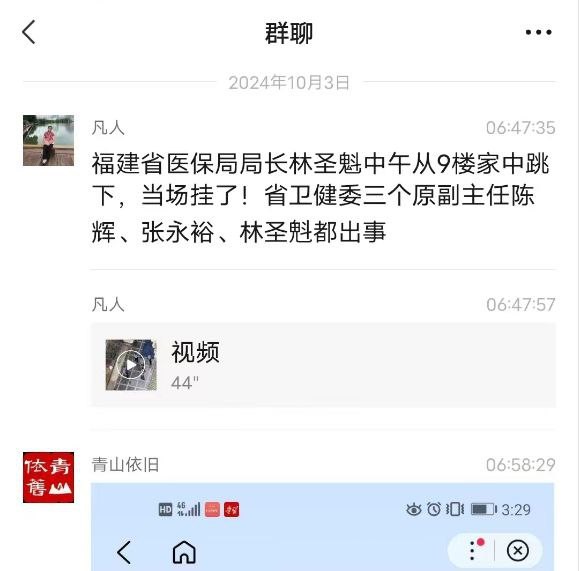 群聊
2024年10月3日
凡人
06:47:35
福建省医保局局长林圣魁中午从9楼家中跳
下，当场挂了！省卫健委三个原副主任陈
辉、张永裕、林圣魁都出事
凡人
06:47:57
视频
44"
青山依旧
06:58:29
HD 4G 3:29